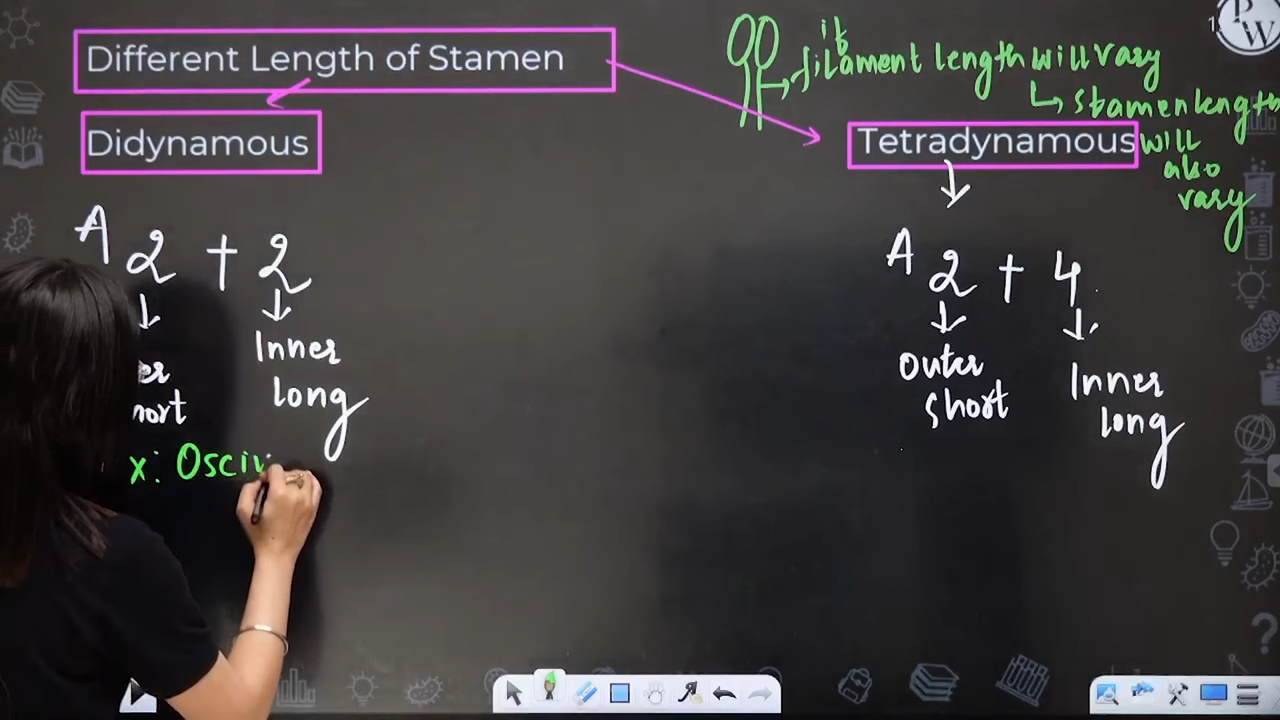 Different Length of Stamen
if
filament length will vary
↳ Stamen length
will
also
vary
Didynamous
Tetradynamous
A 2 + 2
Inner
long
x: Osci
A 2 + 4
Outer
Short
Inner
long
P
W